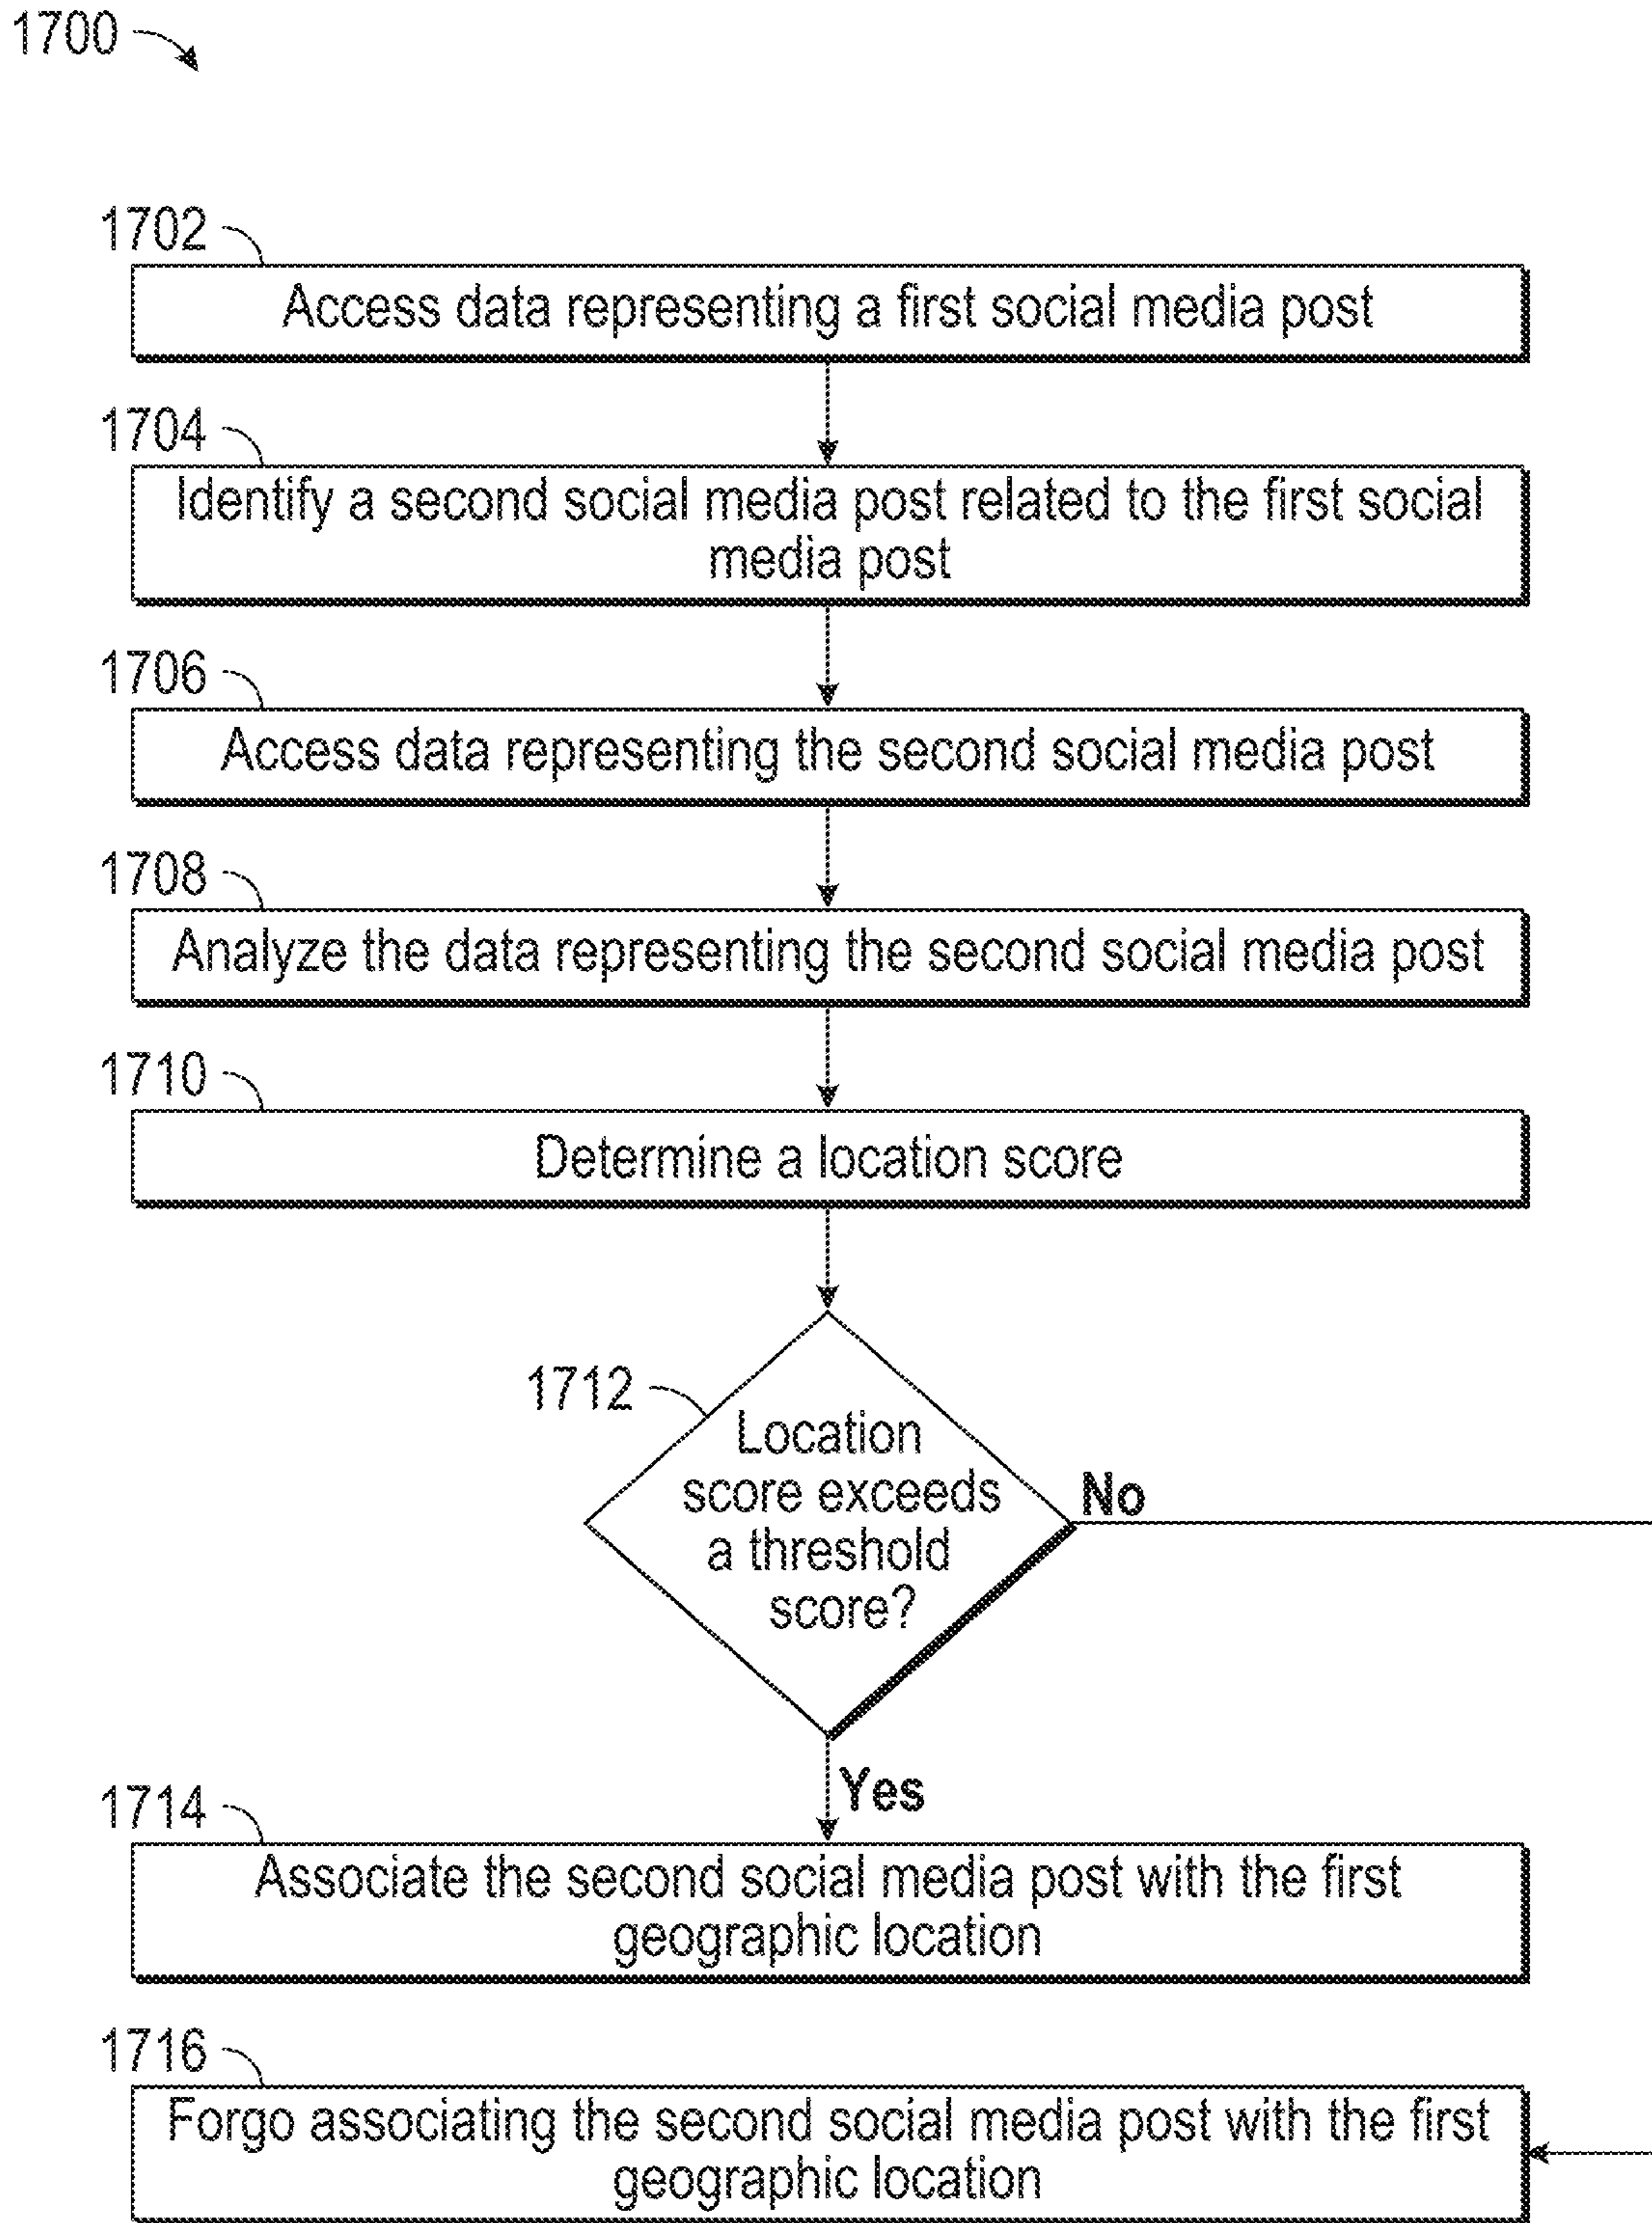 1700
1702
Access data representing a first social media post
1704
Identify a second social media post related to the first social
media post
1706
Access data representing the second social media post
1708
Analyze the data representing the second social media post
1710
Determine a location score
1712
Location
score exceeds
a threshold
score?
No
Yes
1714
Associate the second social media post with the first
geographic location
1716
Forgo associating the second social media post with the first
geographic location